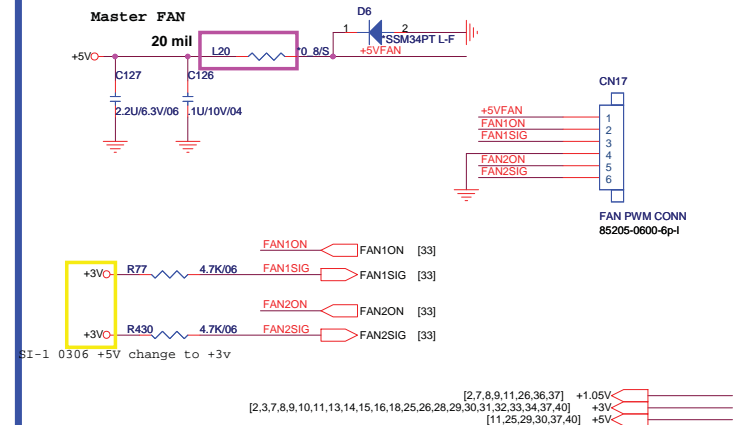 Master FAN
20 mil
+5V
L20
*0_8/S
D6
1
2
*SSM34PT L-F
+5VFAN
C127
C126
2.2U/6.3V/06
.1U/10V/04
CN17
+5VFAN
FAN1ON
FAN1SIG
FAN2ON
FAN2SIG
1
2
3
4
5
6
FAN PWM CONN
85205-0600-6p-l
FAN1ON
FAN1ON [33]
+3V
R77
4.7K/06
FAN1SIG
FAN1SIG [33]
FAN2ON
FAN2ON [33]
+3V
R430
4.7K/06
FAN2SIG
FAN2SIG [33]
SI-1 0306 +5V change to +3v
[2,7,8,9,11,26,36,37] +1.05V
[2,3,7,8,9,10,11,13,14,15,16,18,25,26,28,29,30,31,32,33,34,37,40] +3V
[11,25,29,30,37,40] +5V